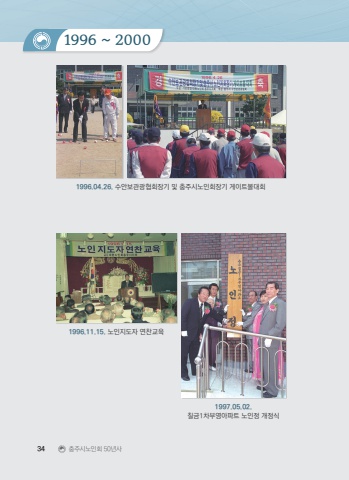 1996 ~ 2000
1996.04.26. 수안보관광협회장기 및 충주시노인회장기 게이트볼대회
노인지도자연찬교육
노인정
1996.11.15. 노인지도자 연찬교육
1997.05.02.
칠금1차부영아파트 노인정 개정식
34 충주시노인회 50년사